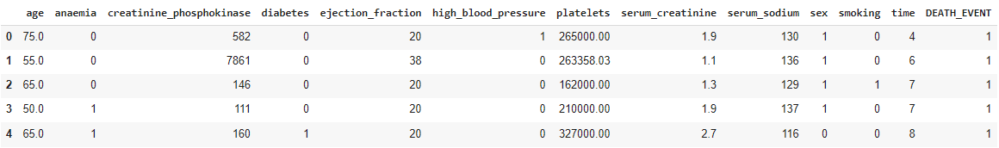 age anaemia creatinine_phosphokinase diabetes ejection_fraction high_blood_pressure platelets serum_creatinine serum_sodium sex smoking time DEATH_EVENT
0 75.0 0 582 0 20 1 265000.00 1.9 130 1 0 4 1
1 55.0 0 7861 0 38 0 263358.03 1.1 136 1 0 6 1
2 65.0 0 146 0 20 0 162000.00 1.3 129 1 1 7 1
3 50.0 1 111 0 20 0 210000.00 1.9 137 1 0 7 1
4 65.0 1 160 1 20 0 327000.00 2.7 116 0 0 8 1